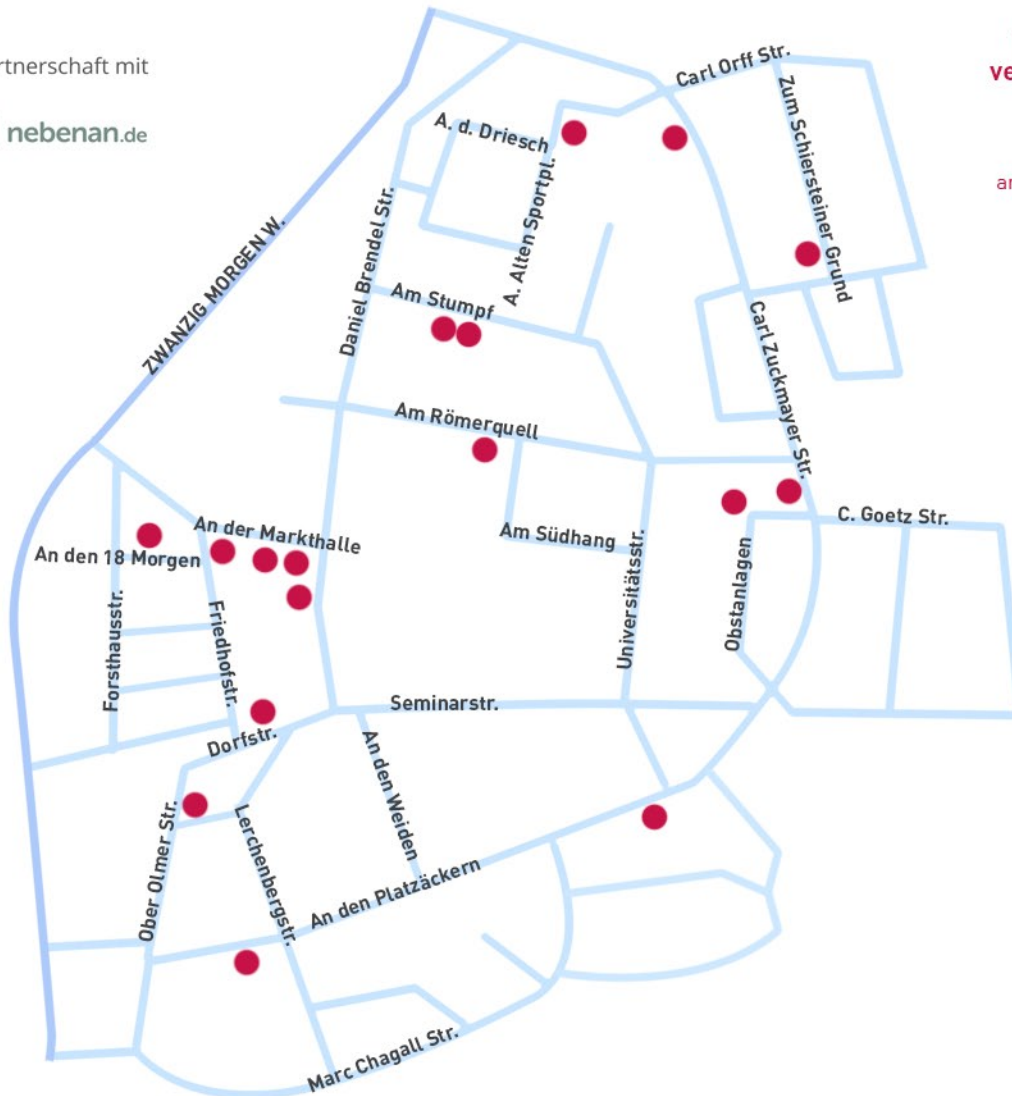 rtnerschaft mit
nebenan.de
ve
ar
Carl Orff Str.
Zum Schiersteiner Grund
A. d. Driesch
A. Alten Sportpl.
Daniel Brendel Str.
ZWANZIG MORGEN W.
Am Stumpf
Carl Zuckmayer Str.
Am Römerquell
An der Markthalle
An den 18 Morgen
Am Südhang
C. Goetz Str.
Universitätsstr.
Obstanlagen
Forsthausstr.
Friedhofstr.
Seminarstr.
Dorfstr.
An den Weiden
Ober Olmer Str.
Lerchenbergstr.
An den Platzäckern
Marc Chagall Str.